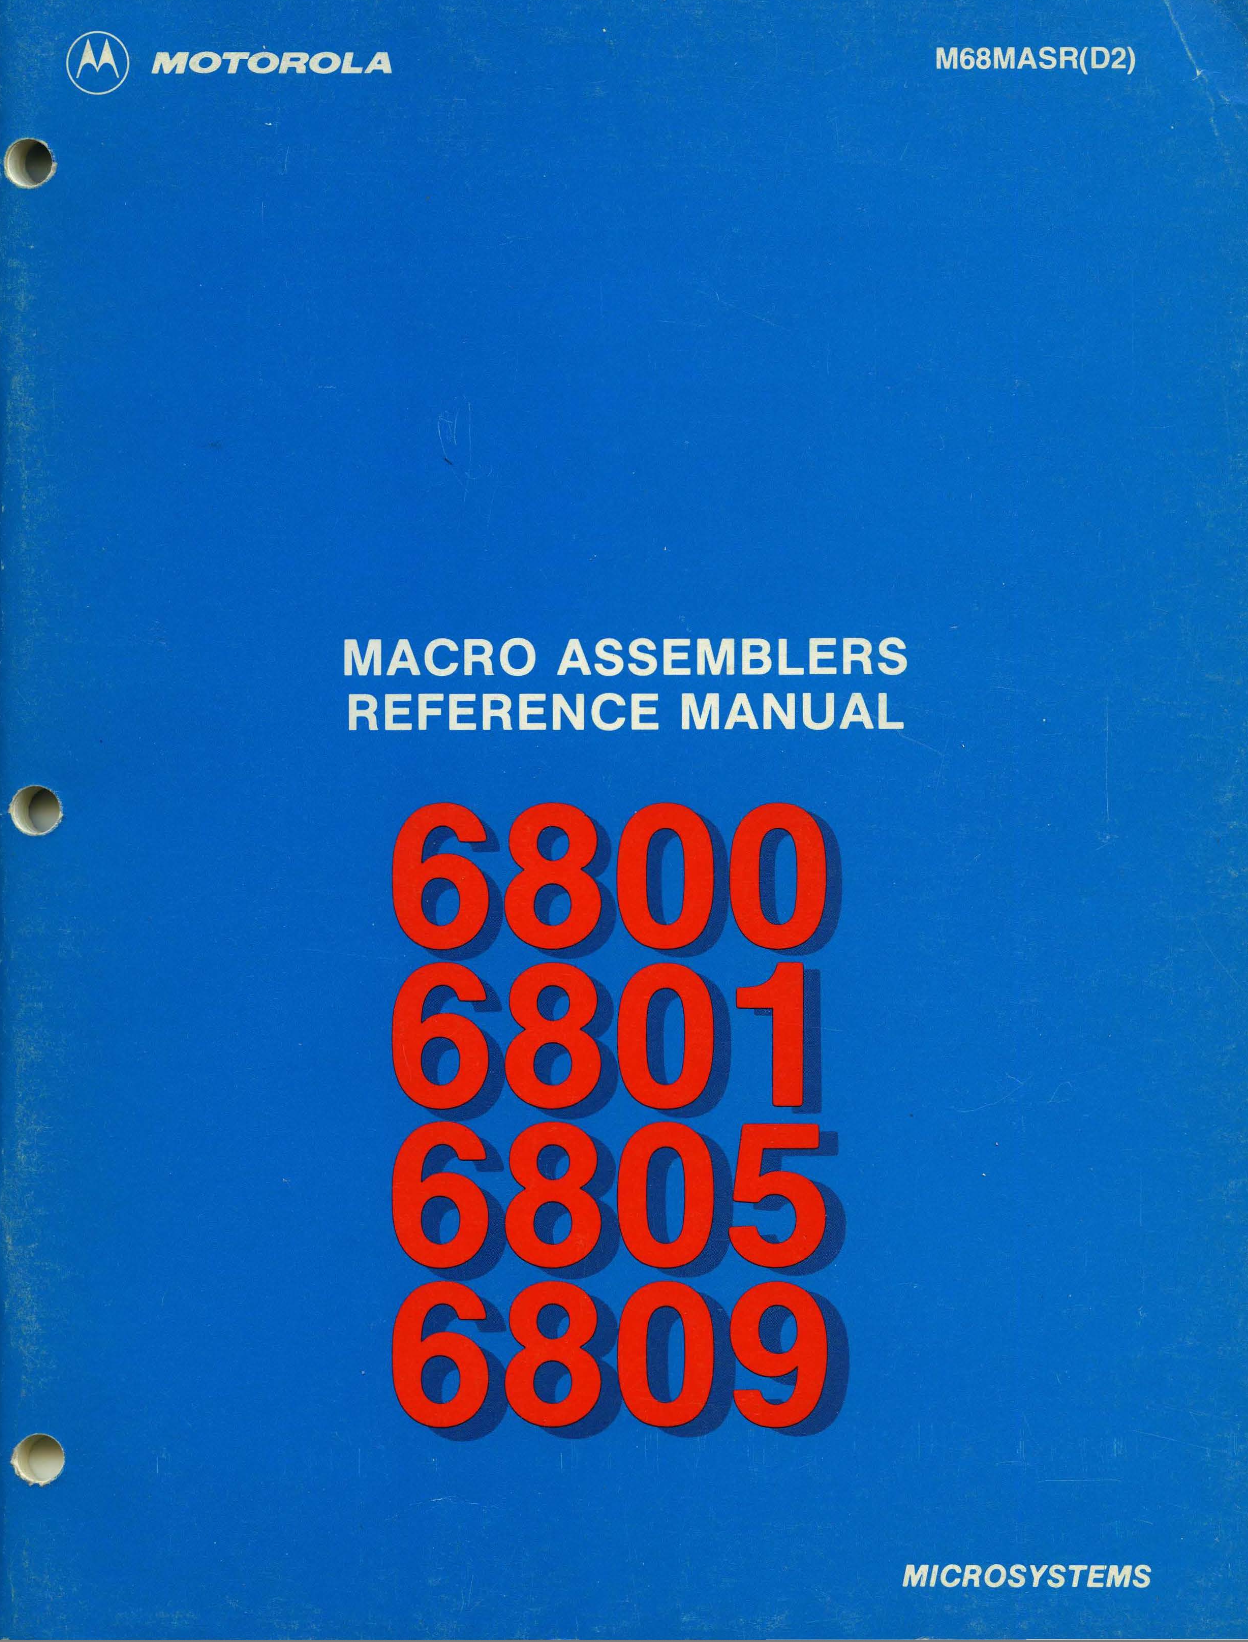 MOTOROLA
M68MASR(D2)
MACRO ASSEMBLERS
REFERENCE MANUAL
6800
6801
6805
6809
MICROSYSTEMS